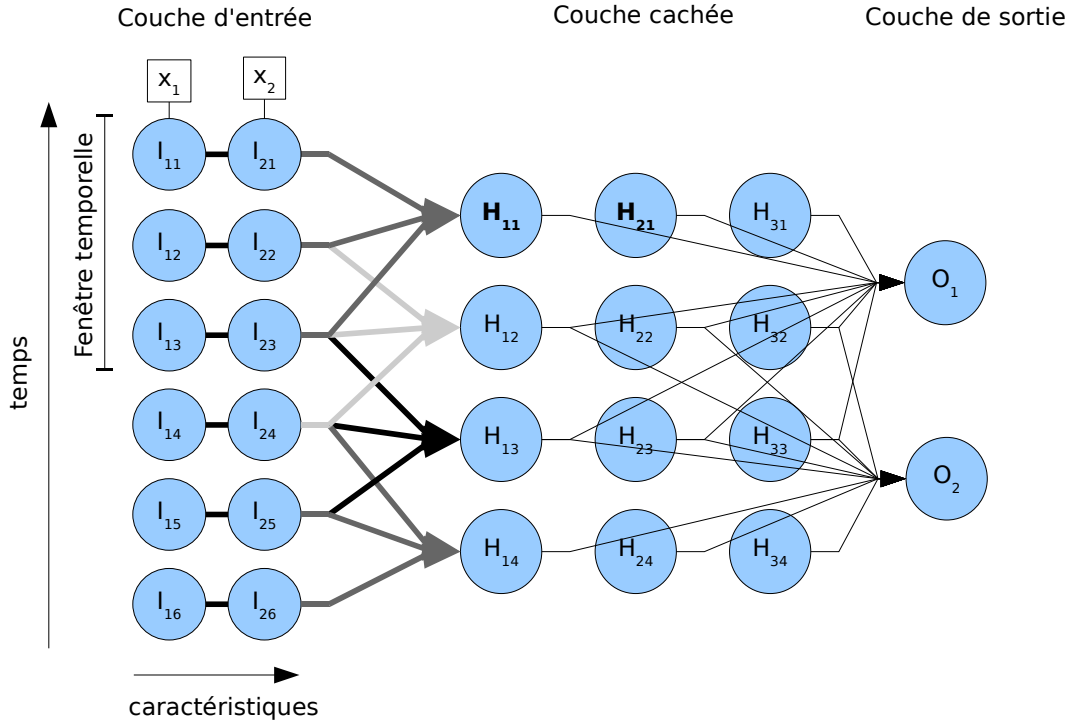 Couche d'entrée
Couche cachée
Couche de sortie
x1 x2
Fenêtre temporelle
temps
I11 I21
I12 I22
I13 I23
I14 I24
I15 I25
I16 I26
H11 H21 H31
H12 H22 H32
H13 H23 H33
H14 H24 H34
O1
O2
caractéristiques